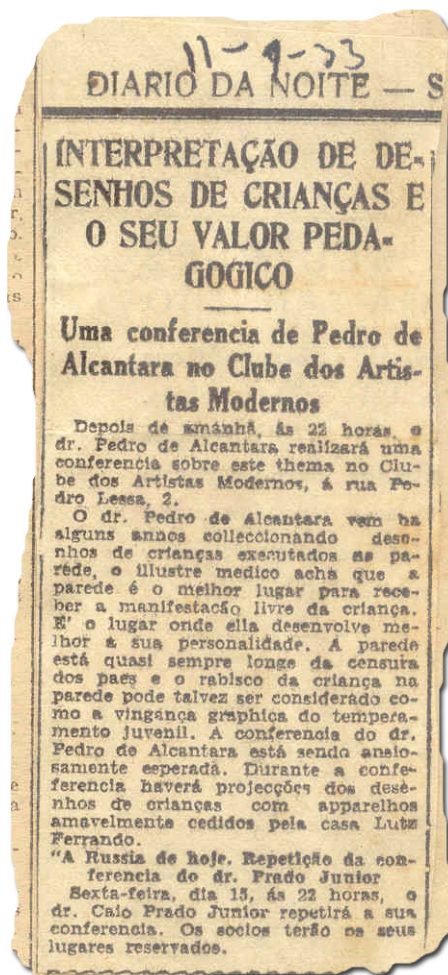 11-9-33
DIARIO DA NOITE — S
INTERPRETAÇÃO DE DE-
SENHOS DE CRIANÇAS E
O SEU VALOR PEDA-
GOGICO
Uma conferencia de Pedro de
Alcantara no Clube dos Artis-
tas Modernos
Depois de amanhã, ás 22 horas, o
dr. Pedro de Alcantara realizará uma
conferencia sobre este thema no Clu-
be dos Artistas Modernos, á rua Pe-
dro Lessa, 2.
O dr. Pedro de Alcantara vem ha
alguns annos colleccionando dese-
nhos de crianças executados as pa-
rêde, o illustre medico acha que a
parede é o melhor lugar para rece-
ber a manifestacão livre da criança.
E' o lugar onde ella desenvolve me-
lhor a sua personalidade. A parede
está quasi sempre longe da censura
dos paes e o rabisco da criança na
parede pode talvez ser considerado co-
mo a vingança graphica do tempera-
mento juvenil. A conferencia do dr.
Pedro de Alcantara está sendo ansio-
samente esperada. Durante a confe-
ferencia haverá projecções dos dese-
nhos de crianças com apparelhos
amavelmente cedidos pela casa Lutz
Ferrando.
"A Russia de hoje. Repetição da con-
ferencia do dr. Prado Junior
Sexta-feira, dia 15, ás 22 horas, o
dr. Caio Prado Junior repetirá a sua
conferencia. Os socios terão os seus
lugares reservados.